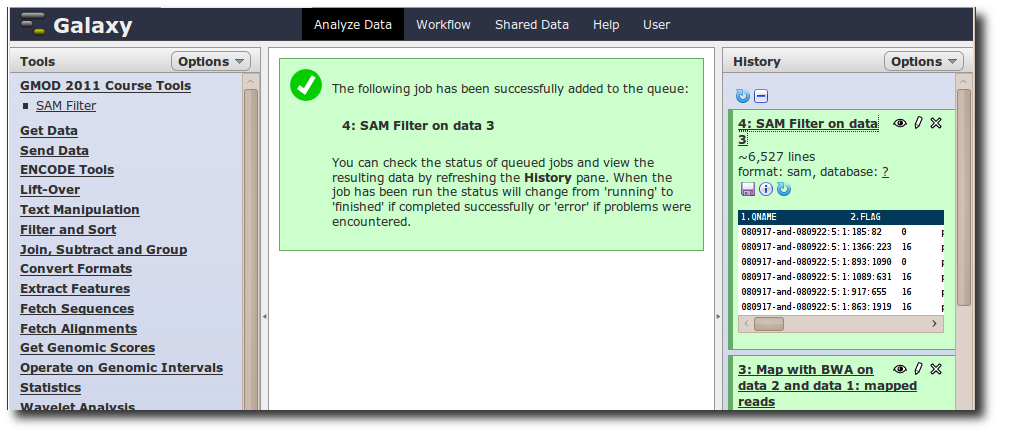 Galaxy
Analyze Data Workflow Shared Data Help User
Tools Options
GMOD 2011 Course Tools
SAM Filter
Get Data
Send Data
ENCODE Tools
Lift-Over
Text Manipulation
Filter and Sort
Join, Subtract and Group
Convert Formats
Extract Features
Fetch Sequences
Fetch Alignments
Get Genomic Scores
Operate on Genomic Intervals
Statistics
Wavelet Analysis
The following job has been successfully added to the queue:
4: SAM Filter on data 3
You can check the status of queued jobs and view the
resulting data by refreshing the History pane. When the
job has been run the status will change from 'running' to
'finished' if completed successfully or 'error' if problems were
encountered.
History Options
4: SAM Filter on data
3
~6,527 lines
format: sam, database: ?
1.QNAME 2.FLAG
080917-and-080922:5:1:185:82 0
080917-and-080922:5:1:1366:223 16
080917-and-080922:5:1:893:1090 0
080917-and-080922:5:1:1089:631 16
080917-and-080922:5:1:917:655 16
080917-and-080922:5:1:863:1919 16
3: Map with BWA on
data 2 and data 1: mapped
reads